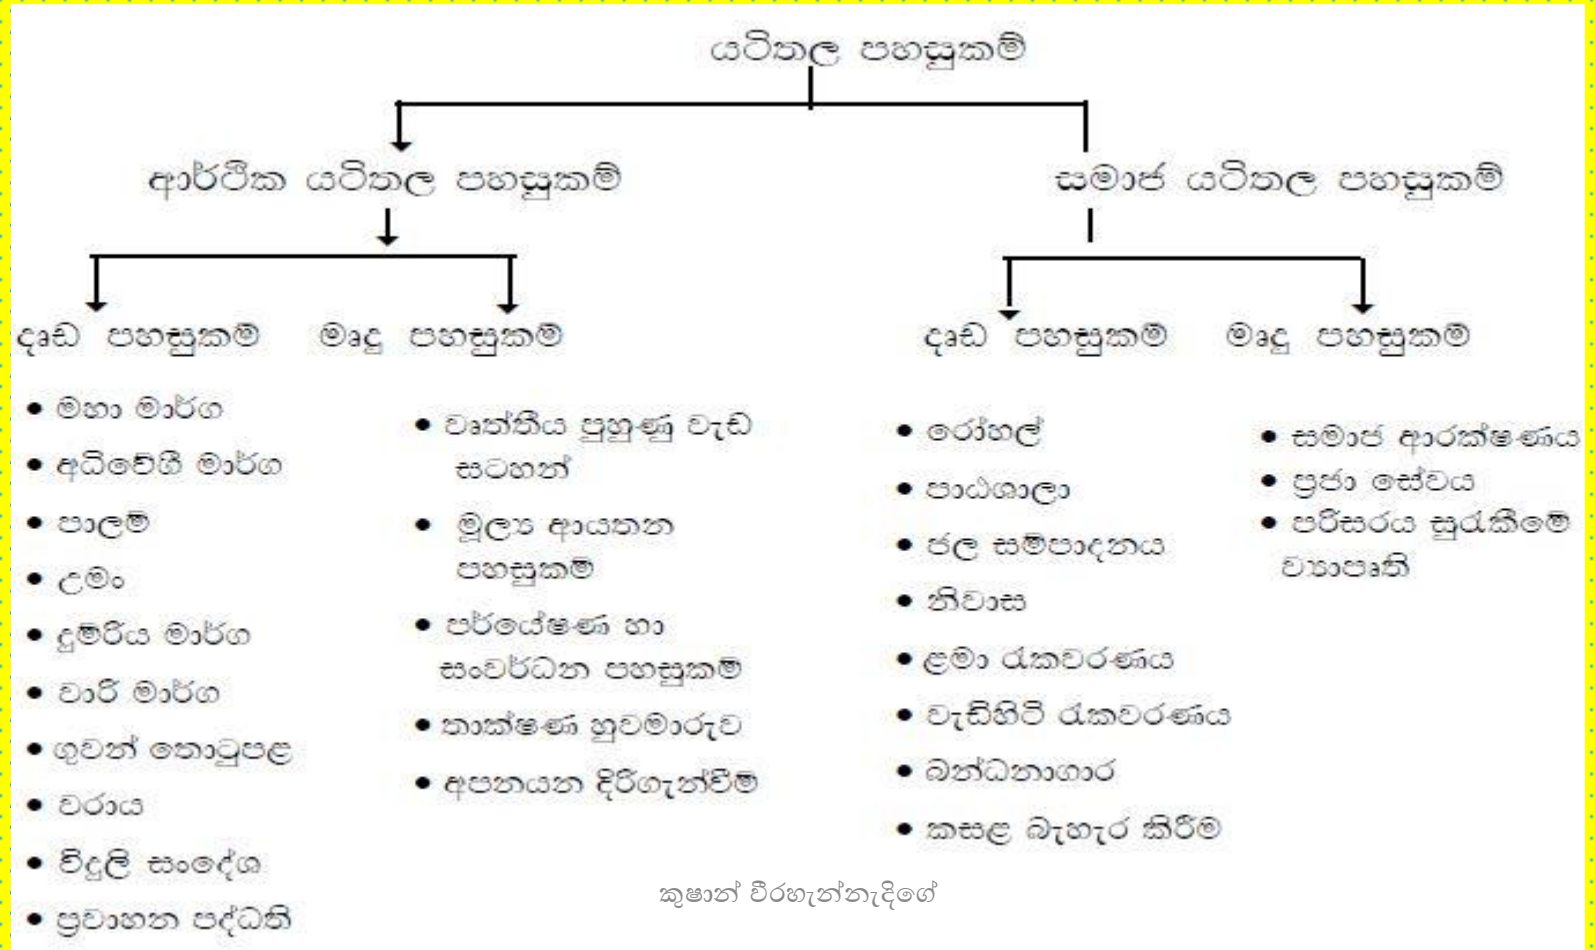 යටිතල පහසුකම්
ආර්ථික යටිතල පහසුකම්
දෘඩ පහසුකම්
• මහා මාර්ග
• අධිවේගී මාර්ග
• පාලම්
• උමං
• දුම්රිය මාර්ග
• වාරි මාර්ග
• ගුවන් තොටුපළ
• වරාය
• විදුලි සංදේශ
• ප්‍රවාහන පද්ධති
මෘදු පහසුකම්
• වෘත්තීය පුහුණු වැඩ
සටහන්
• මූල්‍ය ආයතන
පහසුකම්
• පර්යේෂණ හා
සංවර්ධන පහසුකම්
• තාක්ෂණ හුවමාරුව
• අපනයන දිරිගැන්වීම්
සමාජ යටිතල පහසුකම්
දෘඩ පහසුකම්
• රෝහල්
• පාඨශාලා
• ජල සම්පාදනය
• නිවාස
• ළමා රැකවරණය
• වැඩිහිටි රැකවරණය
• බන්ධනාගාර
• කසළ බැහැර කිරීම
මෘදු පහසුකම්
• සමාජ ආරක්ෂණය
• ප්‍රජා සේවය
• පරිසරය සුරැකීමේ
ව්‍යාපෘති
කුෂාන් වීරහැන්නැදිගේ